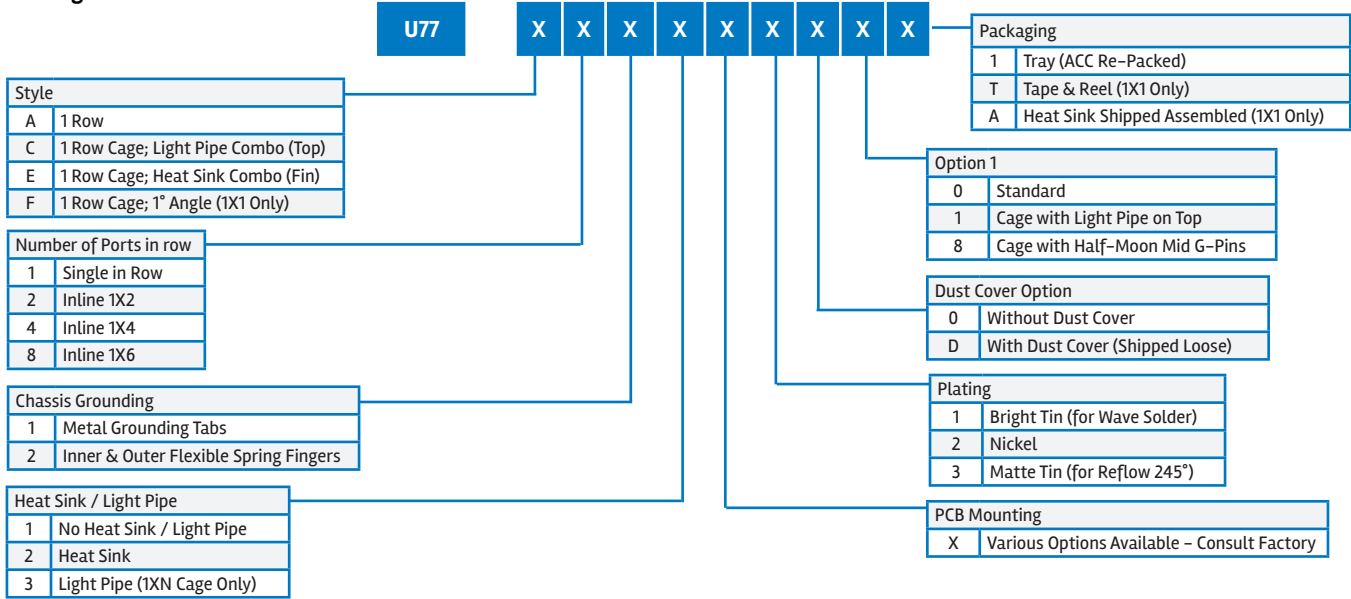 U77 X X X X X X X X X
Style
A 1 Row
C 1 Row Cage; Light Pipe Combo (Top)
E 1 Row Cage; Heat Sink Combo (Fin)
F 1 Row Cage; 1° Angle (1X1 Only)
Number of Ports in row
1 Single in Row
2 Inline 1X2
4 Inline 1X4
8 Inline 1X6
Chassis Grounding
1 Metal Grounding Tabs
2 Inner & Outer Flexible Spring Fingers
Heat Sink / Light Pipe
1 No Heat Sink / Light Pipe
2 Heat Sink
3 Light Pipe (1XN Cage Only)
Packaging
1 Tray (ACC Re-Packed)
T Tape & Reel (1X1 Only)
A Heat Sink Shipped Assembled (1X1 Only)
Option 1
0 Standard
1 Cage with Light Pipe on Top
8 Cage with Half-Moon Mid G-Pins
Dust Cover Option
0 Without Dust Cover
D With Dust Cover (Shipped Loose)
Plating
1 Bright Tin (for Wave Solder)
2 Nickel
3 Matte Tin (for Reflow 245°)
PCB Mounting
X Various Options Available - Consult Factory